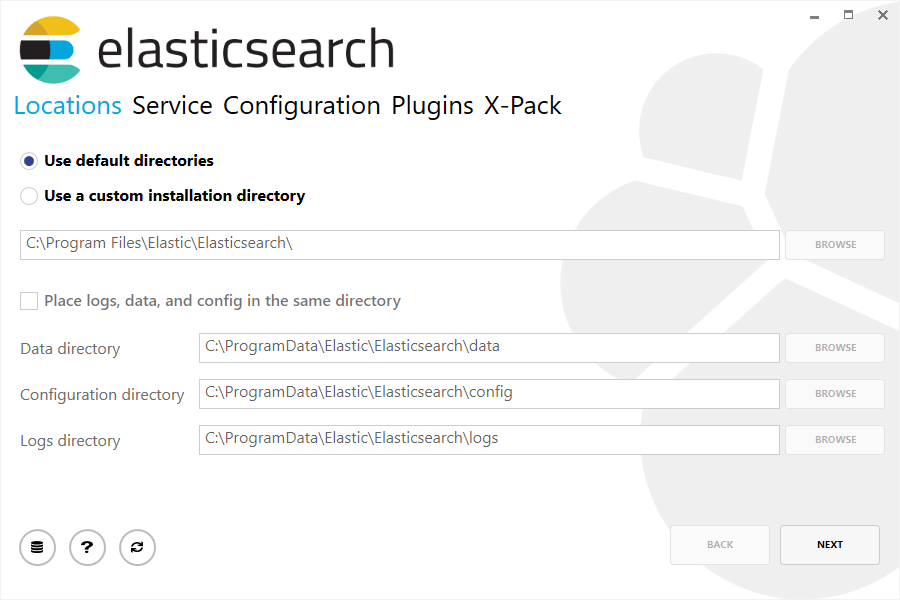 elasticsearch
Locations Service Configuration Plugins X-Pack
Use default directories
Use a custom installation directory
C:\Program Files\Elastic\Elasticsearch\ BROWSE
Place logs, data, and config in the same directory
Data directory C:\ProgramData\Elastic\Elasticsearch\data BROWSE
Configuration directory C:\ProgramData\Elastic\Elasticsearch\config BROWSE
Logs directory C:\ProgramData\Elastic\Elasticsearch\logs BROWSE
? BACK NEXT